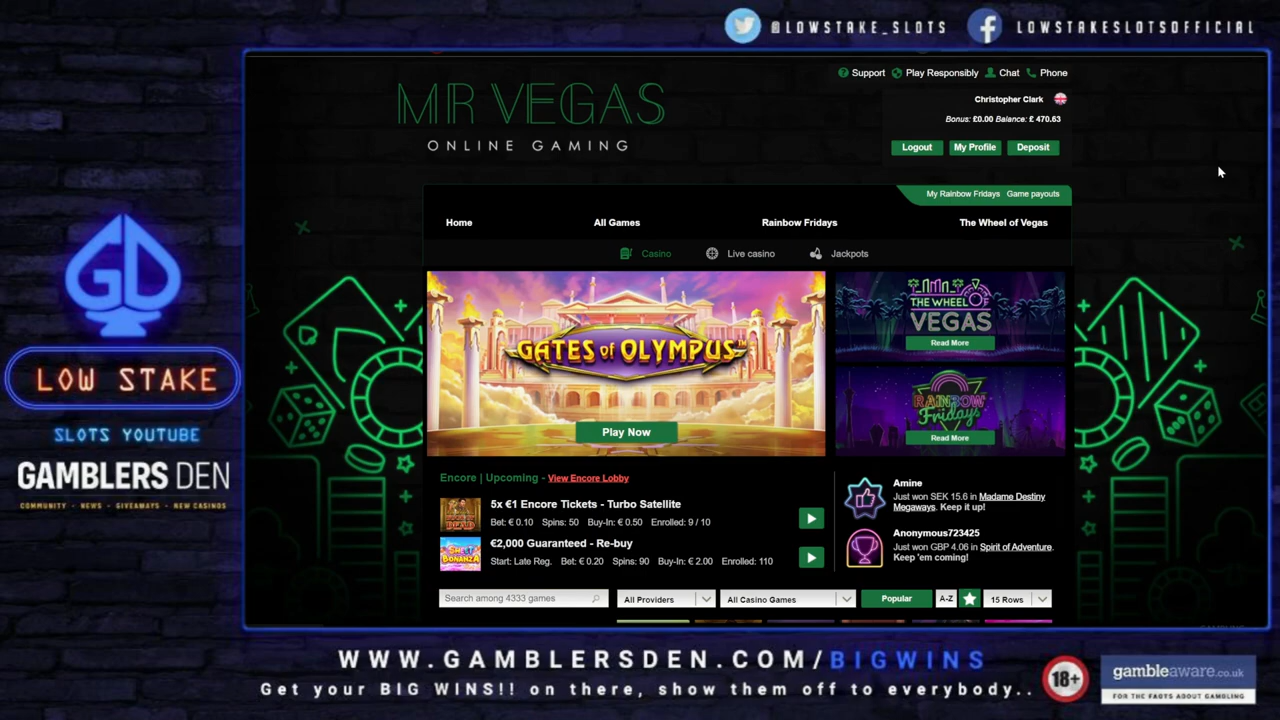 @LOWSTAKE_SLOTS
LOWSTAKESLOTSOFFICIAL
Support Play Responsibly Chat Phone
MR VEGAS
ONLINE GAMING
Christopher Clark
Bonus: £0.00 Balance: £ 470.63
Logout My Profile Deposit
My Rainbow Fridays Game payouts
Home All Games Rainbow Fridays The Wheel of Vegas
Casino Live casino Jackpots
GATES of OLYMPUS™
Play Now
THE WHEEL OF
VEGAS
Read More
RAINBOW
Fridays
Read More
GD
LOW STAKE
SLOTS YOUTUBE
GAMBLERS DEN
COMMUNITY - NEWS - GIVEAWAYS - NEW CASINOS
Encore | Upcoming - View Encore Lobby
5x €1 Encore Tickets - Turbo Satellite
Bet: € 0.10 Spins: 50 Buy-In: € 0.50 Enrolled: 9 / 10
SWEET
BONANZA
€2,000 Guaranteed - Re-buy
Start: Late Reg. Bet: € 0.20 Spins: 90 Buy-In: € 2.00 Enrolled: 110
Amine
Just won SEK 15.6 in Madame Destiny
Megaways. Keep it up!
Anonymous723425
Just won GBP 4.06 in Spirit of Adventure.
Keep 'em coming!
Search among 4333 games
All Providers
All Casino Games
Popular
A-Z
15 Rows
WWW.GAMBLERSDEN.COM/BIGWINS
Get your BIG WINS!! on there, show them off to everybody..
18+
gambleaware.co.uk
FOR THE FACTS ABOUT GAMBLING